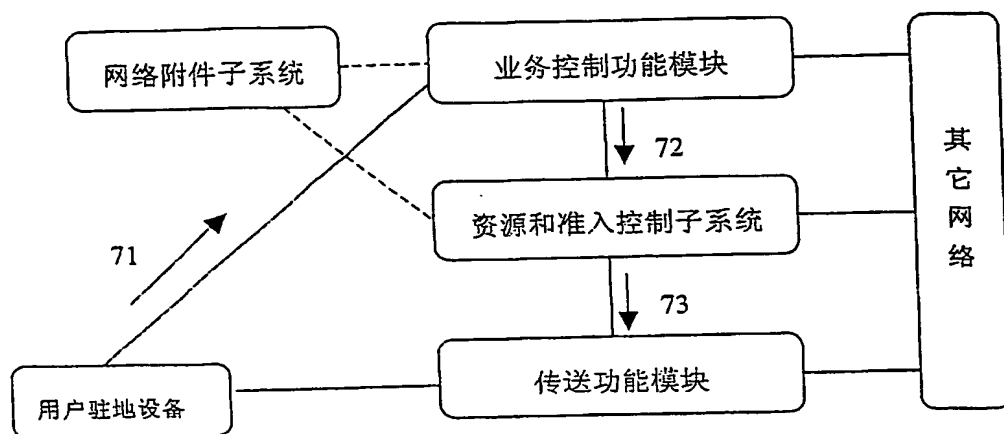 网络附件子系统
业务控制功能模块
72
资源和准入控制子系统
71
73
用户驻地设备
传送功能模块
其它网络